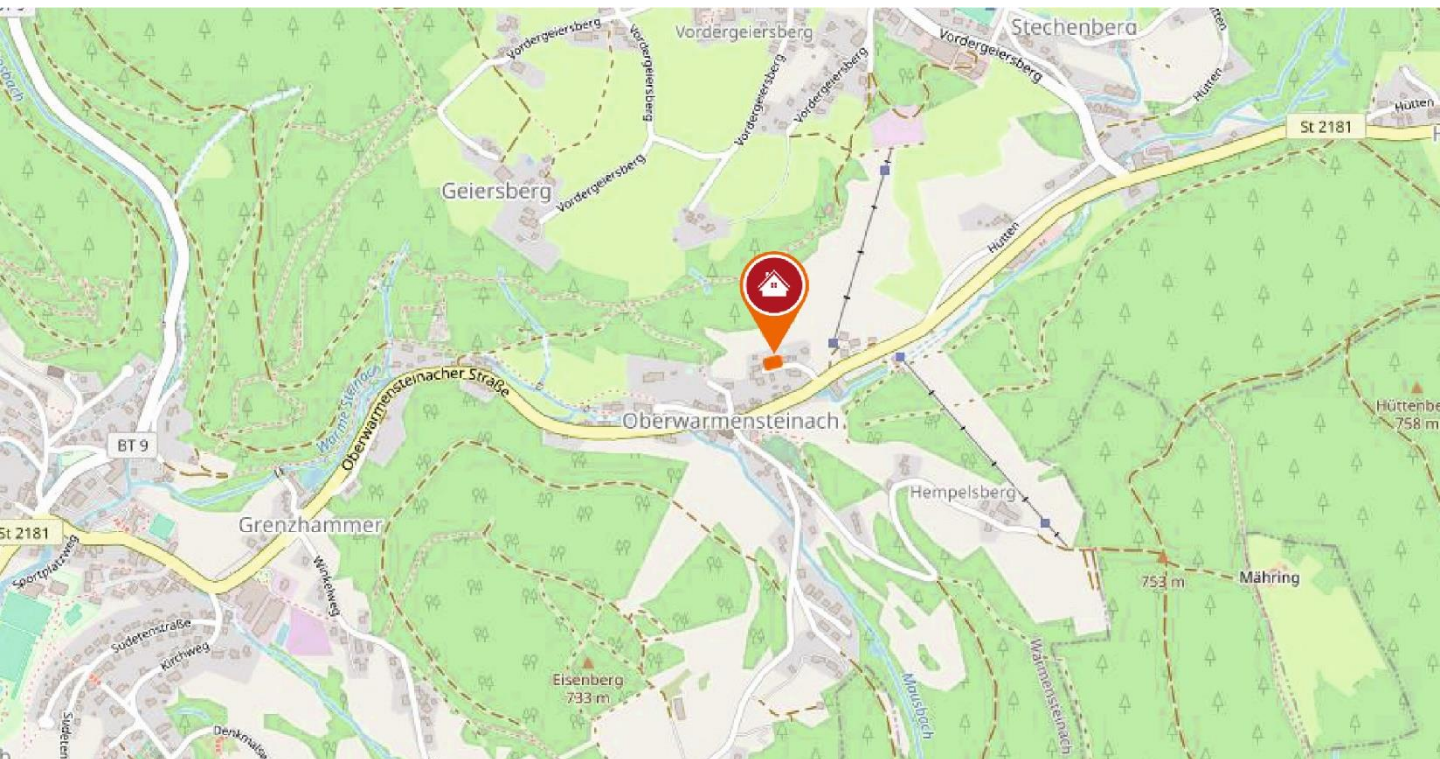 Vordergeiersberg
Vordergeiersberg
Vordergeiersberg
Stechenberg
Vordergeiersberg
Vordergeiersberg
Vordergeiersberg
Hütten
Hütten
St 2181
Geiersberg
Vordergeiersberg
Hütten
Warme Steinach
Oberwarmensteinacher Straße
Oberwarmensteinach
BT 9
758 m
Hempelsberg
St 2181
Grenzhammer
Sportplatzweg
Winkelweg
753 m
Mähring
Sudetenstraße
Kirchweg
Eisenberg
733 m
Mausbach
Warmensteinach